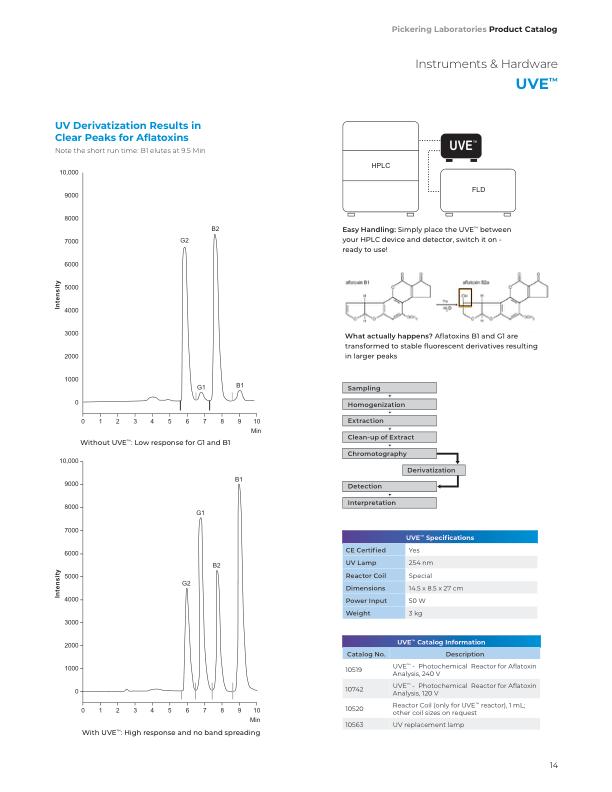 Pickering Laboratories Product Catalog
Instruments & Hardware
UVE™
UV Derivatization Results in
Clear Peaks for Aflatoxins
Note the short run time: B1 elutes at 9.5 Min
10,000
9000
8000
7000
6000
5000
4000
3000
2000
1000
0
Intensity
G2
B2
G1
B1
0 1 2 3 4 5 6 7 8 9 10
Min
Without UVE™: Low response for G1 and B1
10,000
9000
8000
7000
6000
5000
4000
3000
2000
1000
0
Intensity
B1
G1
B2
G2
0 1 2 3 4 5 6 7 8 9 10
Min
With UVE™: High response and no band spreading
HPLC
UVE™
FLD
Easy Handling: Simply place the UVE™ between
your HPLC device and detector, switch it on -
ready to use!
aflatoxin B1
aflatoxin B2a
H₂O
OH
What actually happens? Aflatoxins B1 and G1 are
transformed to stable fluorescent derivatives resulting
in larger peaks
Sampling
Homogenization
Extraction
Clean-up of Extract
Chromotography
Derivatization
Detection
Interpretation
UVE™ Specifications
CE Certified Yes
UV Lamp 254 nm
Reactor Coil Special
Dimensions 14.5 x 8.5 x 27 cm
Power Input 50 W
Weight 3 kg
UVE™ Catalog Information
Catalog No. Description
10519 UVE™ - Photochemical Reactor for Aflatoxin
Analysis, 240 V
10742 UVE™ - Photochemical Reactor for Aflatoxin
Analysis, 120 V
10520 Reactor Coil (only for UVE™ reactor), 1 mL;
other coil sizes on request
10563 UV replacement lamp
14